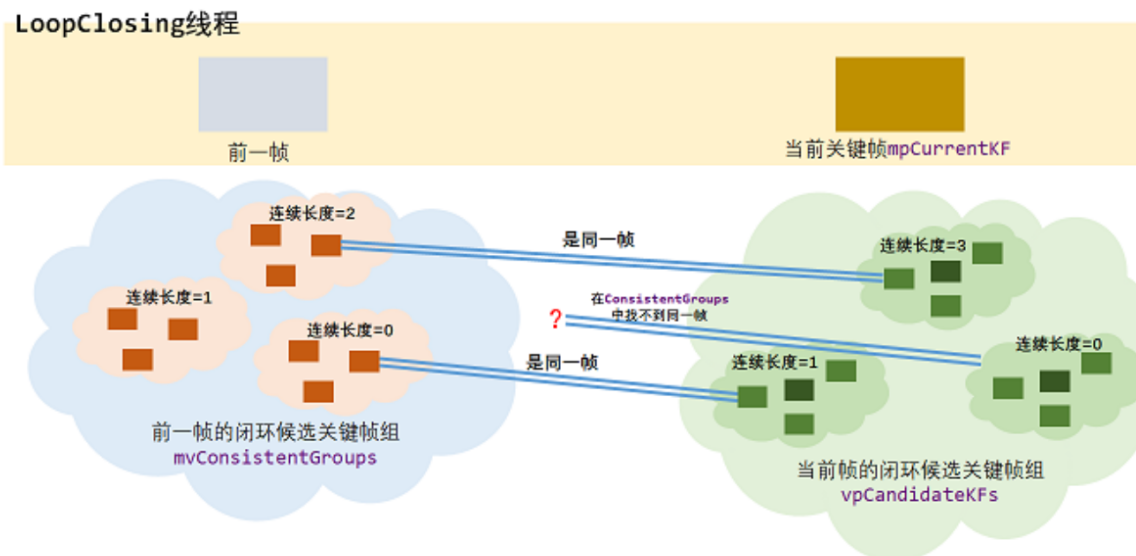 LoopClosing线程
前一帧
当前关键帧mpCurrentKF
连续长度=2
连续长度=1
连续长度=0
前一帧的闭环候选关键帧组
mvConsistentGroups
是同一帧
在ConsistentGroups
中找不到同一帧
?
是同一帧
连续长度=3
连续长度=0
连续长度=1
当前帧的闭环候选关键帧组
vpCandidateKFs